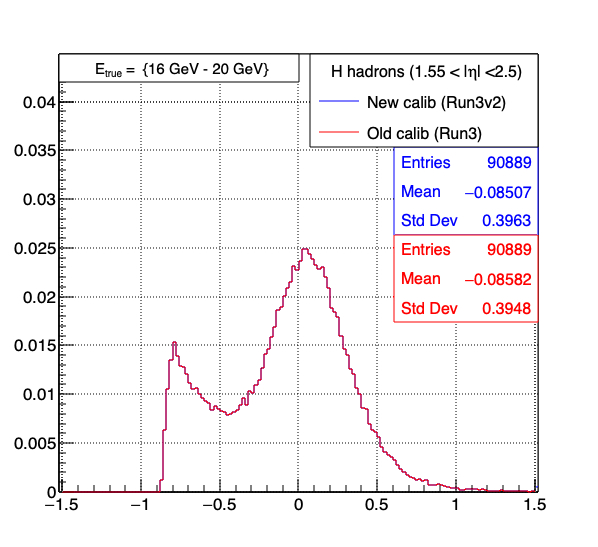 E_true = {16 GeV - 20 GeV}
H hadrons (1.55 < |η| <2.5)
New calib (Run3v2)
Old calib (Run3)
Entries 90889
Mean −0.08507
Std Dev 0.3963
Entries 90889
Mean −0.08582
Std Dev 0.3948
0.04
0.035
0.03
0.025
0.02
0.015
0.01
0.005
0
−1.5 −1 −0.5 0 0.5 1 1.5